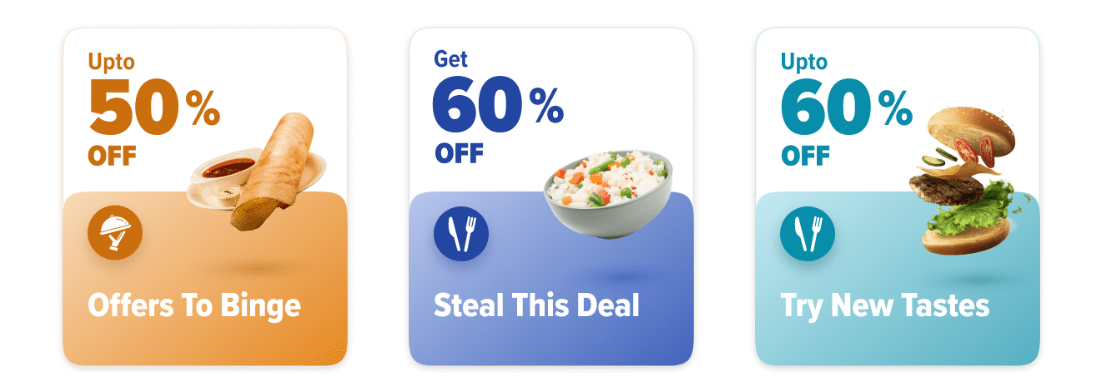 Upto
50%
OFF
Offers To Binge
Get
60%
OFF
Steal This Deal
Upto
60%
OFF
Try New Tastes